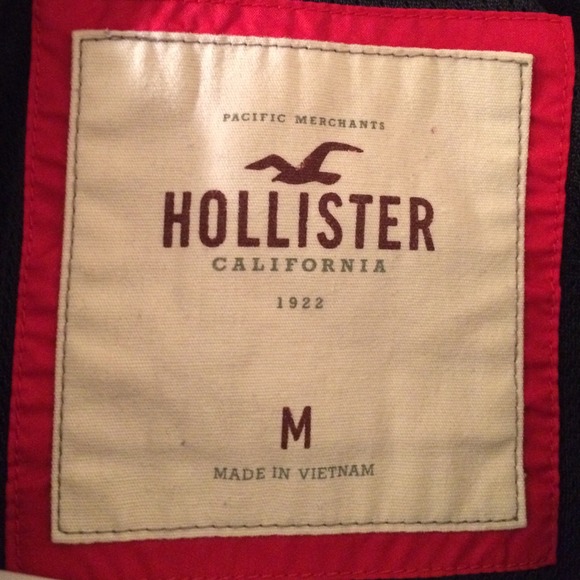 PACIFIC MERCHANTS
HOLLISTER
CALIFORNIA
1922
M
MADE IN VIETNAM